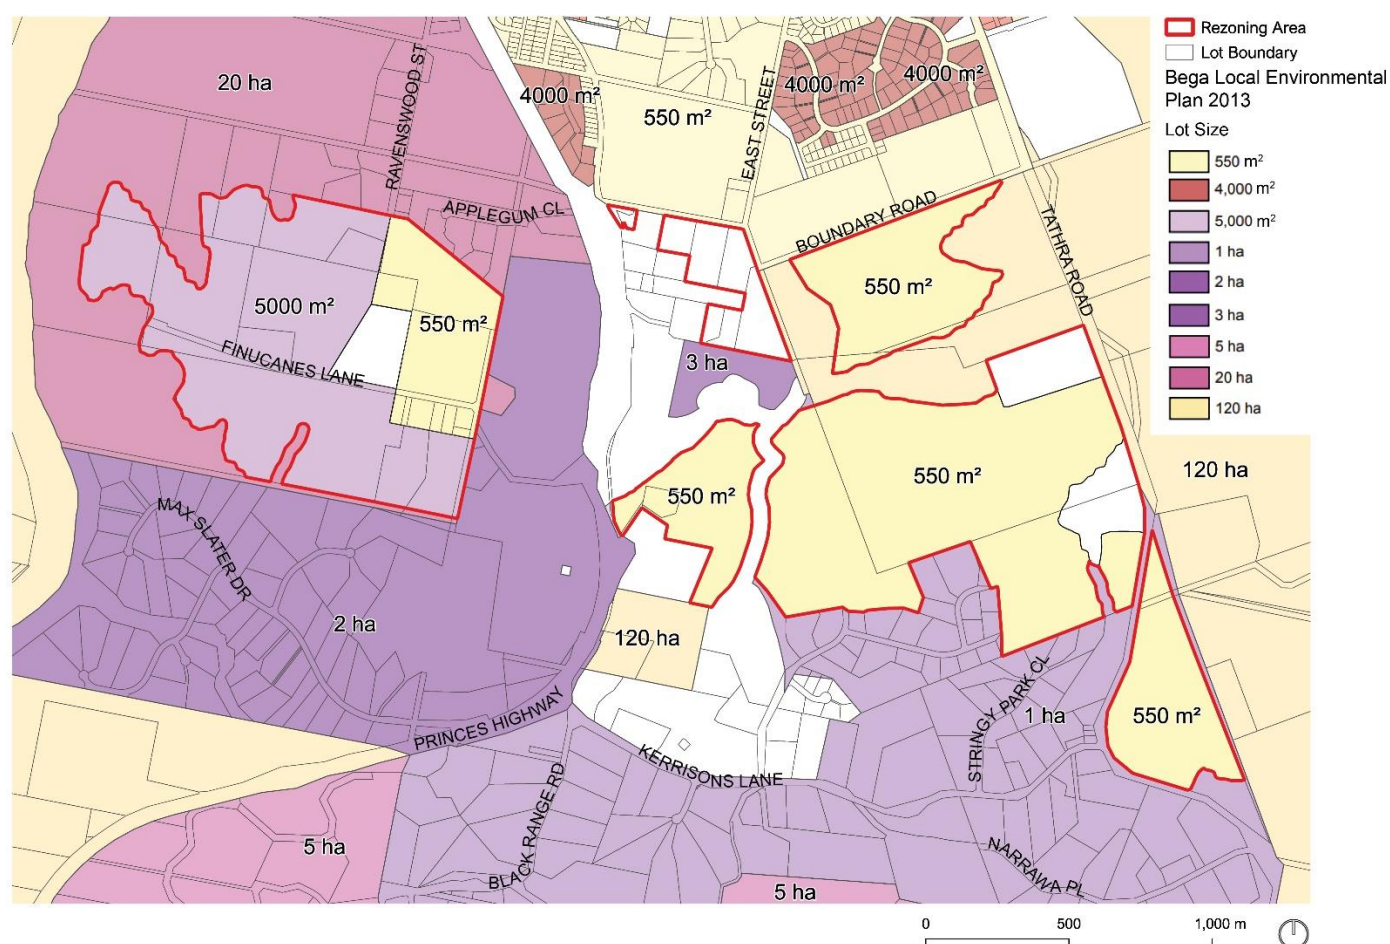 Rezoning Area
Lot Boundary
Bega Local Environmental
Plan 2013
Lot Size
550 m²
4,000 m²
5,000 m²
1 ha
2 ha
3 ha
5 ha
20 ha
120 ha
20 ha
RAVENSWOOD ST
4000 m²
550 m²
EAST STREET
4000 m²
4000 m²
APPLEGUM CL
BOUNDARY ROAD
TATHRA ROAD
5000 m²
550 m²
550 m²
FINUCANES LANE
3 ha
550 m²
550 m²
120 ha
MAX SLATER DR
2 ha
120 ha
PRINCES HIGHWAY
KERRISONS LANE
STRINGY PARK CL
1 ha
550 m²
BLACK RANGE RD
5 ha
NARRAWA PL
5 ha
0 500 1,000 m